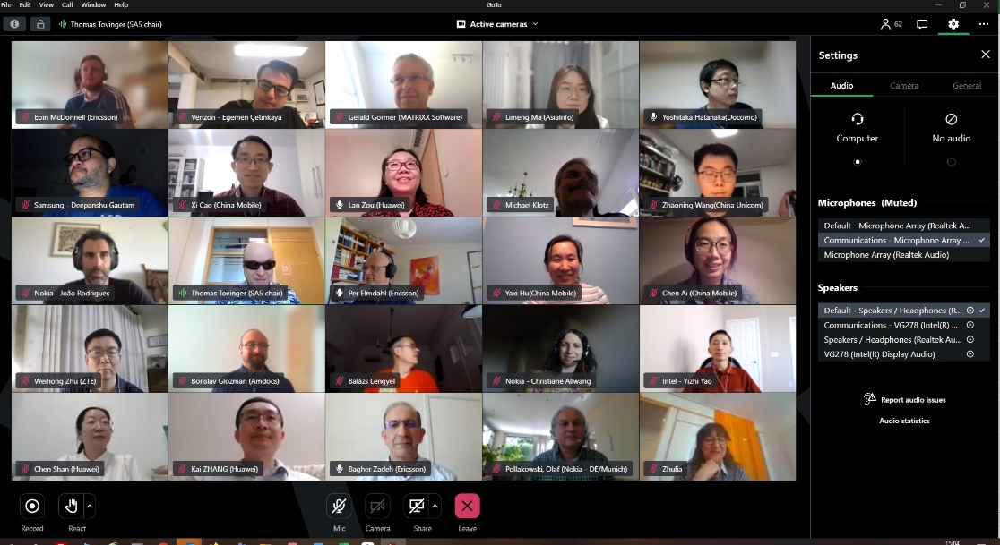 File Edit View Call Window Help
GoTo
Thomas Tovinger (SA5 chair)
Active cameras
62
Eoin McDonnell (Ericsson)
Verizon - Egemen Çetinkaya
Gerald Görmer (MATRIXX Software)
Limeng Ma (AsiaInfo)
Yoshitaka Hatanaka(Docomo)
Samsung - Deepanshu Gautam
Xi Cao (China Mobile)
Lan Zou (Huawei)
Michael Klotz
Zhaoning Wang(China Unicom)
Nokia - João Rodrigues
Thomas Tovinger (SA5 chair)
Per Elmdahl (Ericsson)
Yaxi Hu(China Mobile)
Chen Ai (China Mobile)
Weihong Zhu (ZTE)
Borislav Glozman (Amdocs)
Balázs Lengyel
Nokia - Christiane Allwang
Intel - Yizhi Yao
Chen Shan (Huawei)
Kai ZHANG (Huawei)
Bagher Zadeh (Ericsson)
Pollakowski, Olaf (Nokia - DE/Munich)
Zhulia
Record
React
Mic
Camera
Share
Leave
Settings
Audio Camera General
Computer No audio
Microphones (Muted)
Default - Microphone Array (Realtek A...
Communications - Microphone Array ...
Microphone Array (Realtek Audio)
Speakers
Default - Speakers / Headphones (R...
Communications - VG278 (Intel(R) ...
Speakers / Headphones (Realtek Au...
VG278 (Intel(R) Display Audio)
Report audio issues
Audio statistics
15:04